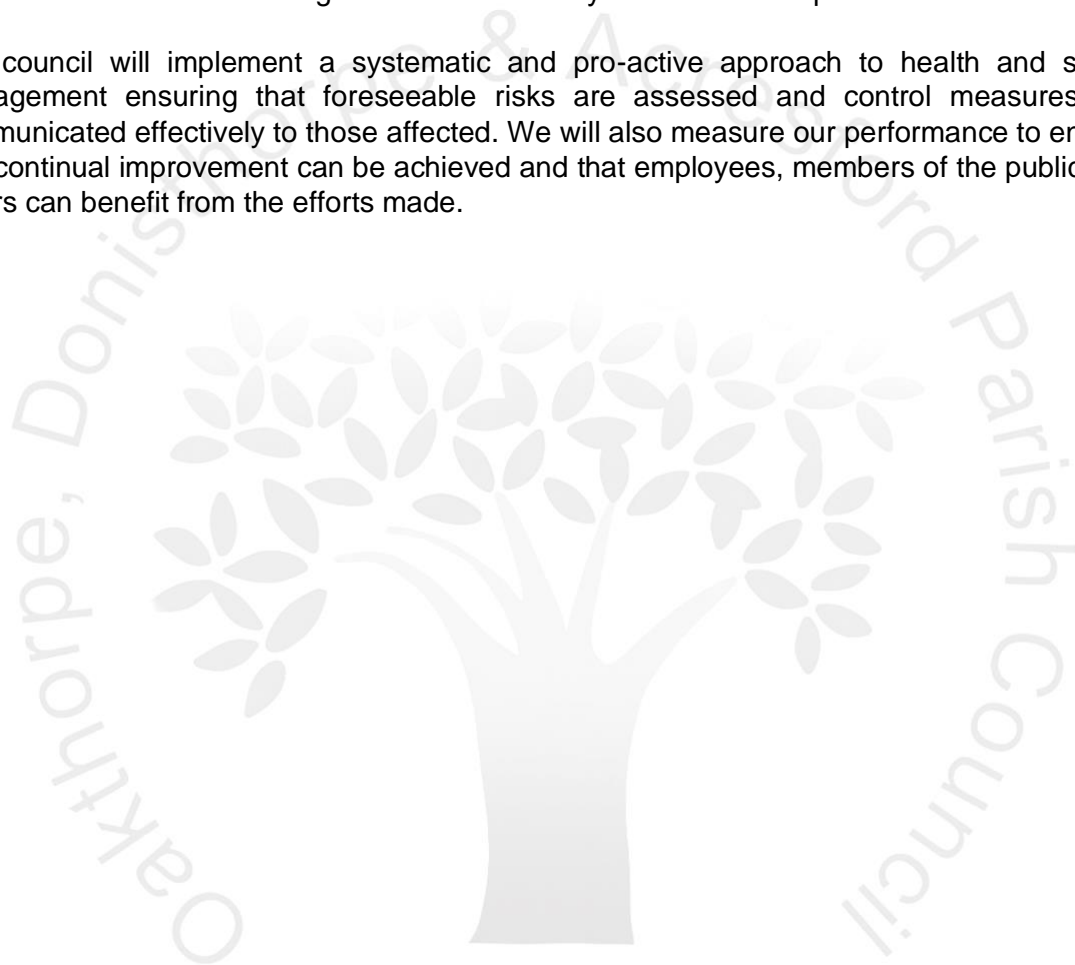 council will implement a systematic and pro-active approach to health and s
agement ensuring that foreseeable risks are assessed and control measures
municated effectively to those affected. We will also measure our performance to en
continual improvement can be achieved and that employees, members of the public
rs can benefit from the efforts made.
Oakthorpe, Donisthorpe & Acresford Parish Council